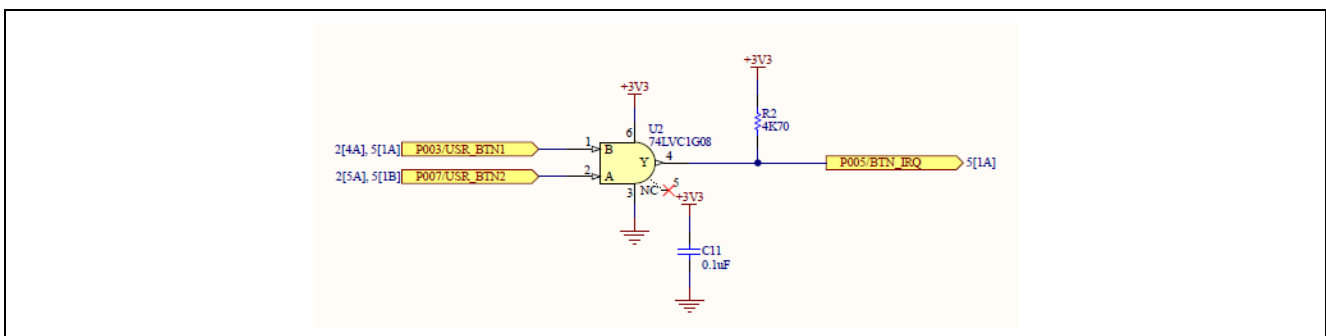 +3V3
R2
4K70
+3V3
6
U2
74LVC1G08
2[4A], 5[1A] P003/USR_BTN1 1 B
Y 4 P005/BTN_IRQ 5[1A]
2[5A], 5[1B] P007/USR_BTN2 2 A
3 NC 5
+3V3
C11
0.1uF